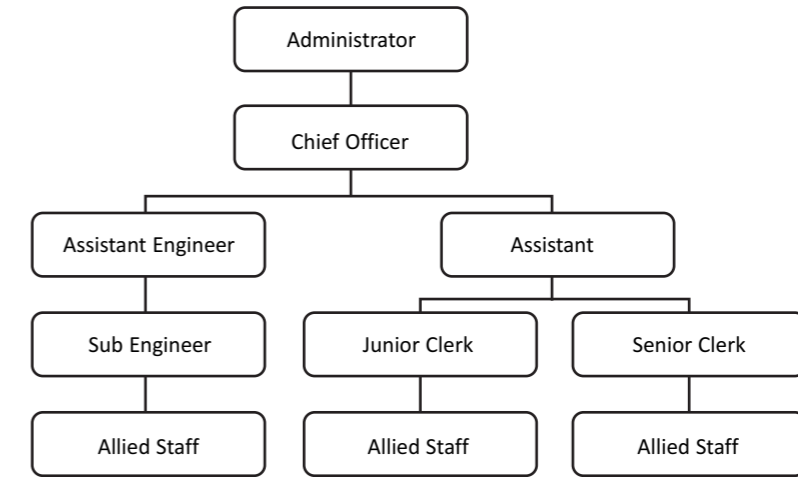 Administrator
Chief Officer
Assistant Engineer
Assistant
Sub Engineer
Junior Clerk
Senior Clerk
Allied Staff
Allied Staff
Allied Staff